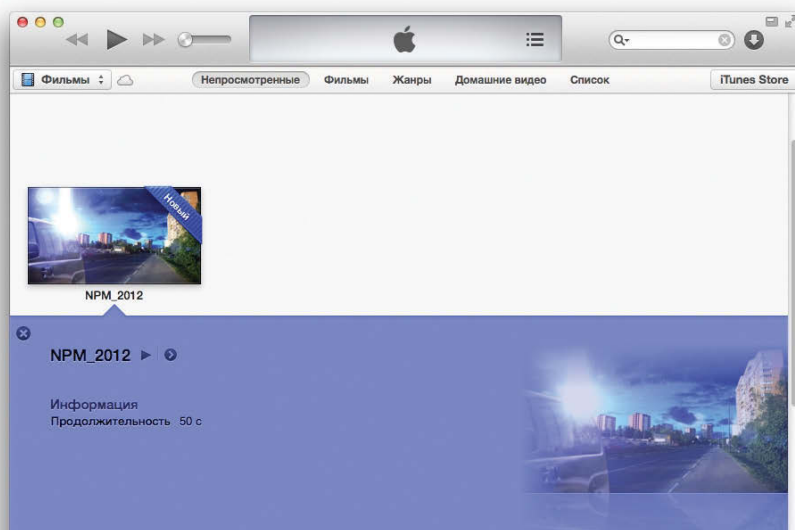 Фильмы Непросмотренные Фильмы Жанры Домашние видео Список iTunes Store
Новый
NPM_2012
NPM_2012
Информация
Продолжительность 50 с